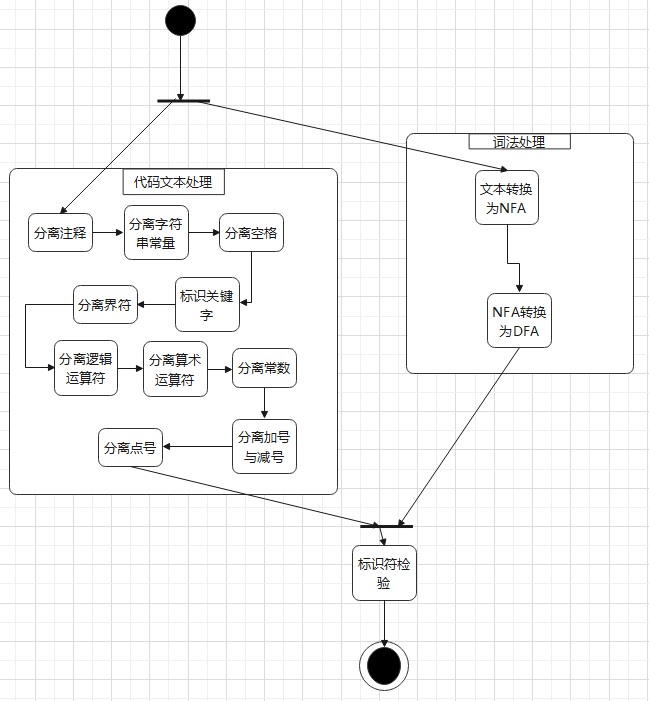 词法处理
代码文本处理
文本转换
为NFA
分离注释
分离字符
串常量
分离空格
标识关键
字
分离界符
NFA转换
为DFA
分离逻辑
运算符
分离算术
运算符
分离常数
分离加号
与减号
分离点号
标识符检
验